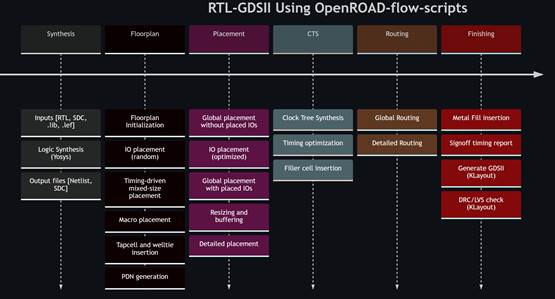 RTL-GDSII Using OpenROAD-flow-scripts
Synthesis
Floorplan
Placement
CTS
Routing
Finishing
Inputs [RTL, SDC,
.lib, .lef]
Logic Synthesis
(Yosys)
Output files [Netlist,
SDC]
Floorplan
Initialization
IO placement
(random)
Timing-driven
mixed-size
placement
Macro placement
Tapcell and welltie
insertion
PDN generation
Global placement
without placed IOs
IO placement
(optimized)
Global placement
with placed IOs
Resizing and
buffering
Detailed placement
Clock Tree Synthesis
Timing optimization
Filler cell insertion
Global Routing
Detailed Routing
Metal Fill insertion
Signoff timing report
Generate GDSII
(KLayout)
DRC/LVS check
(KLayout)